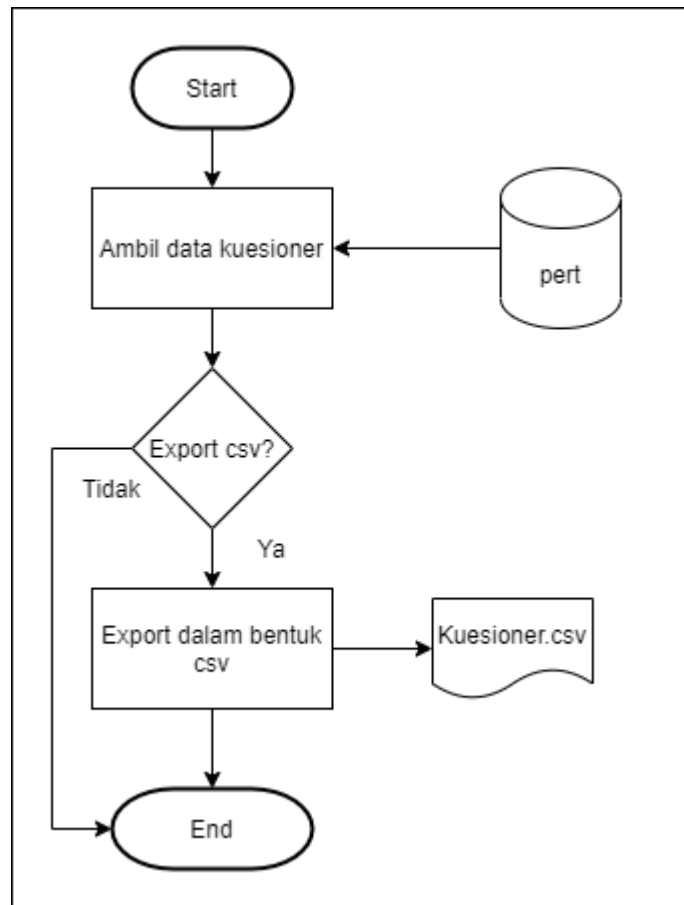 Start
Ambil data kuesioner
pert
Export csv?
Tidak
Ya
Export dalam bentuk
csv
Kuesioner.csv
End